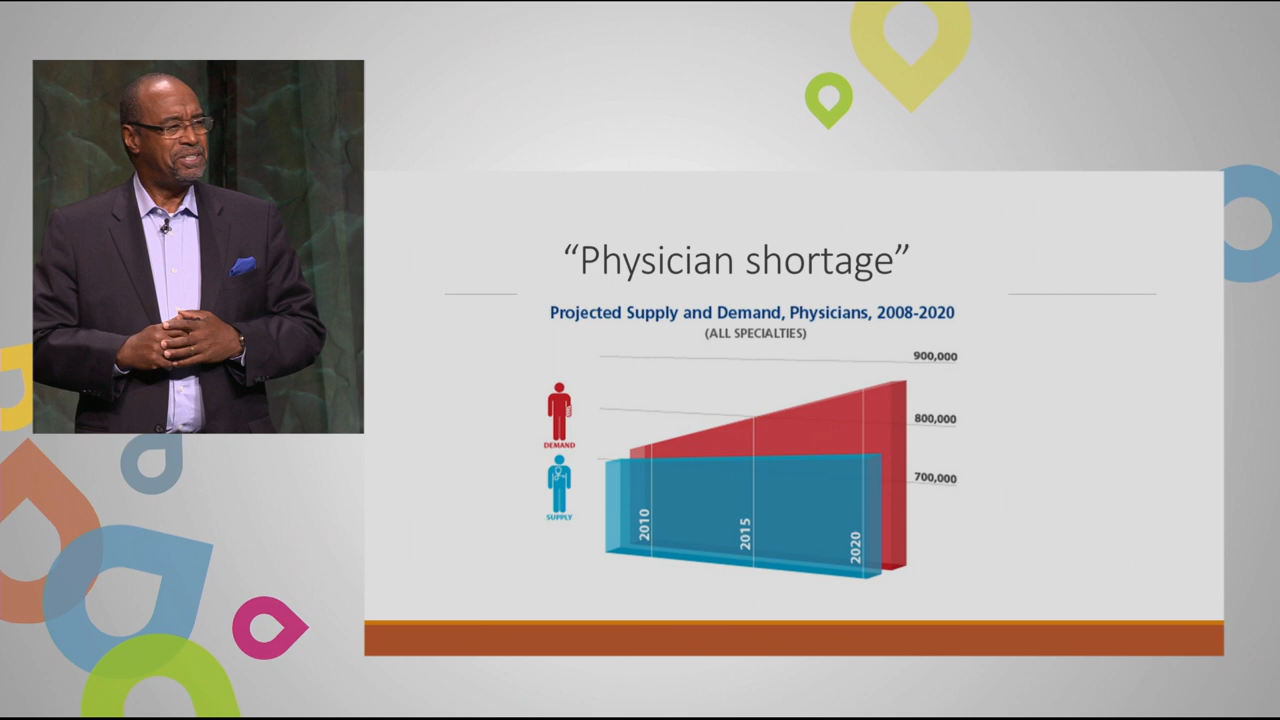 “Physician shortage”
Projected Supply and Demand, Physicians, 2008-2020
(ALL SPECIALTIES)
900,000
800,000
700,000
DEMAND
SUPPLY
2010
2015
2020